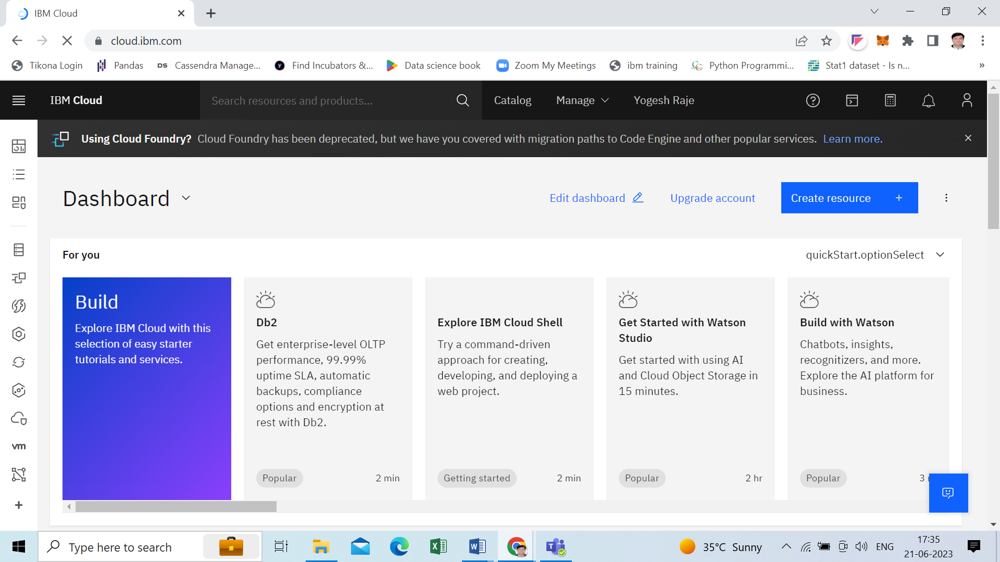 IBM Cloud
cloud.ibm.com
Tikona Login
Pandas
DS Cassendra Manage...
Find Incubators &...
Data science book
Zoom My Meetings
ibm training
Python Programmi...
Stat1 dataset - Is n...
»
IBM Cloud
Search resources and products...
Catalog
Manage
Yogesh Raje
Using Cloud Foundry? Cloud Foundry has been deprecated, but we have you covered with migration paths to Code Engine and other popular services. Learn more.
Dashboard
Edit dashboard
Upgrade account
Create resource +
For you
quickStart.optionSelect
Build
Explore IBM Cloud with this
selection of easy starter
tutorials and services.
Db2
Get enterprise-level OLTP
performance, 99.99%
uptime SLA, automatic
backups, compliance
options and encryption at
rest with Db2.
Popular
2 min
Explore IBM Cloud Shell
Try a command-driven
approach for creating,
developing, and deploying a
web project.
Getting started
2 min
Get Started with Watson
Studio
Get started with using AI
and Cloud Object Storage in
15 minutes.
Popular
2 hr
Build with Watson
Chatbots, insights,
recognitizers, and more.
Explore the AI platform for
business.
Popular
3
vm
Type here to search
35°C Sunny
ENG
17:35
21-06-2023